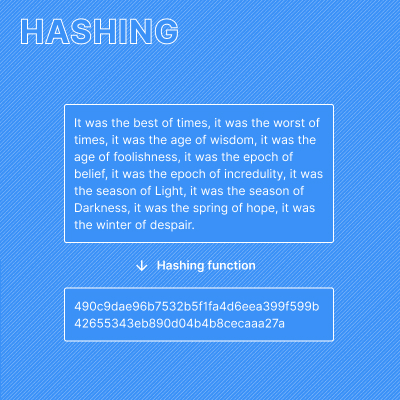 HASHING
It was the best of times, it was the worst of
times, it was the age of wisdom, it was the
age of foolishness, it was the epoch of
belief, it was the epoch of incredulity, it was
the season of Light, it was the season of
Darkness, it was the spring of hope, it was
the winter of despair.
Hashing function
490c9dae96b7532b5f1fa4d6eea399f599b
42655343eb890d04b4b8cecaaa27a